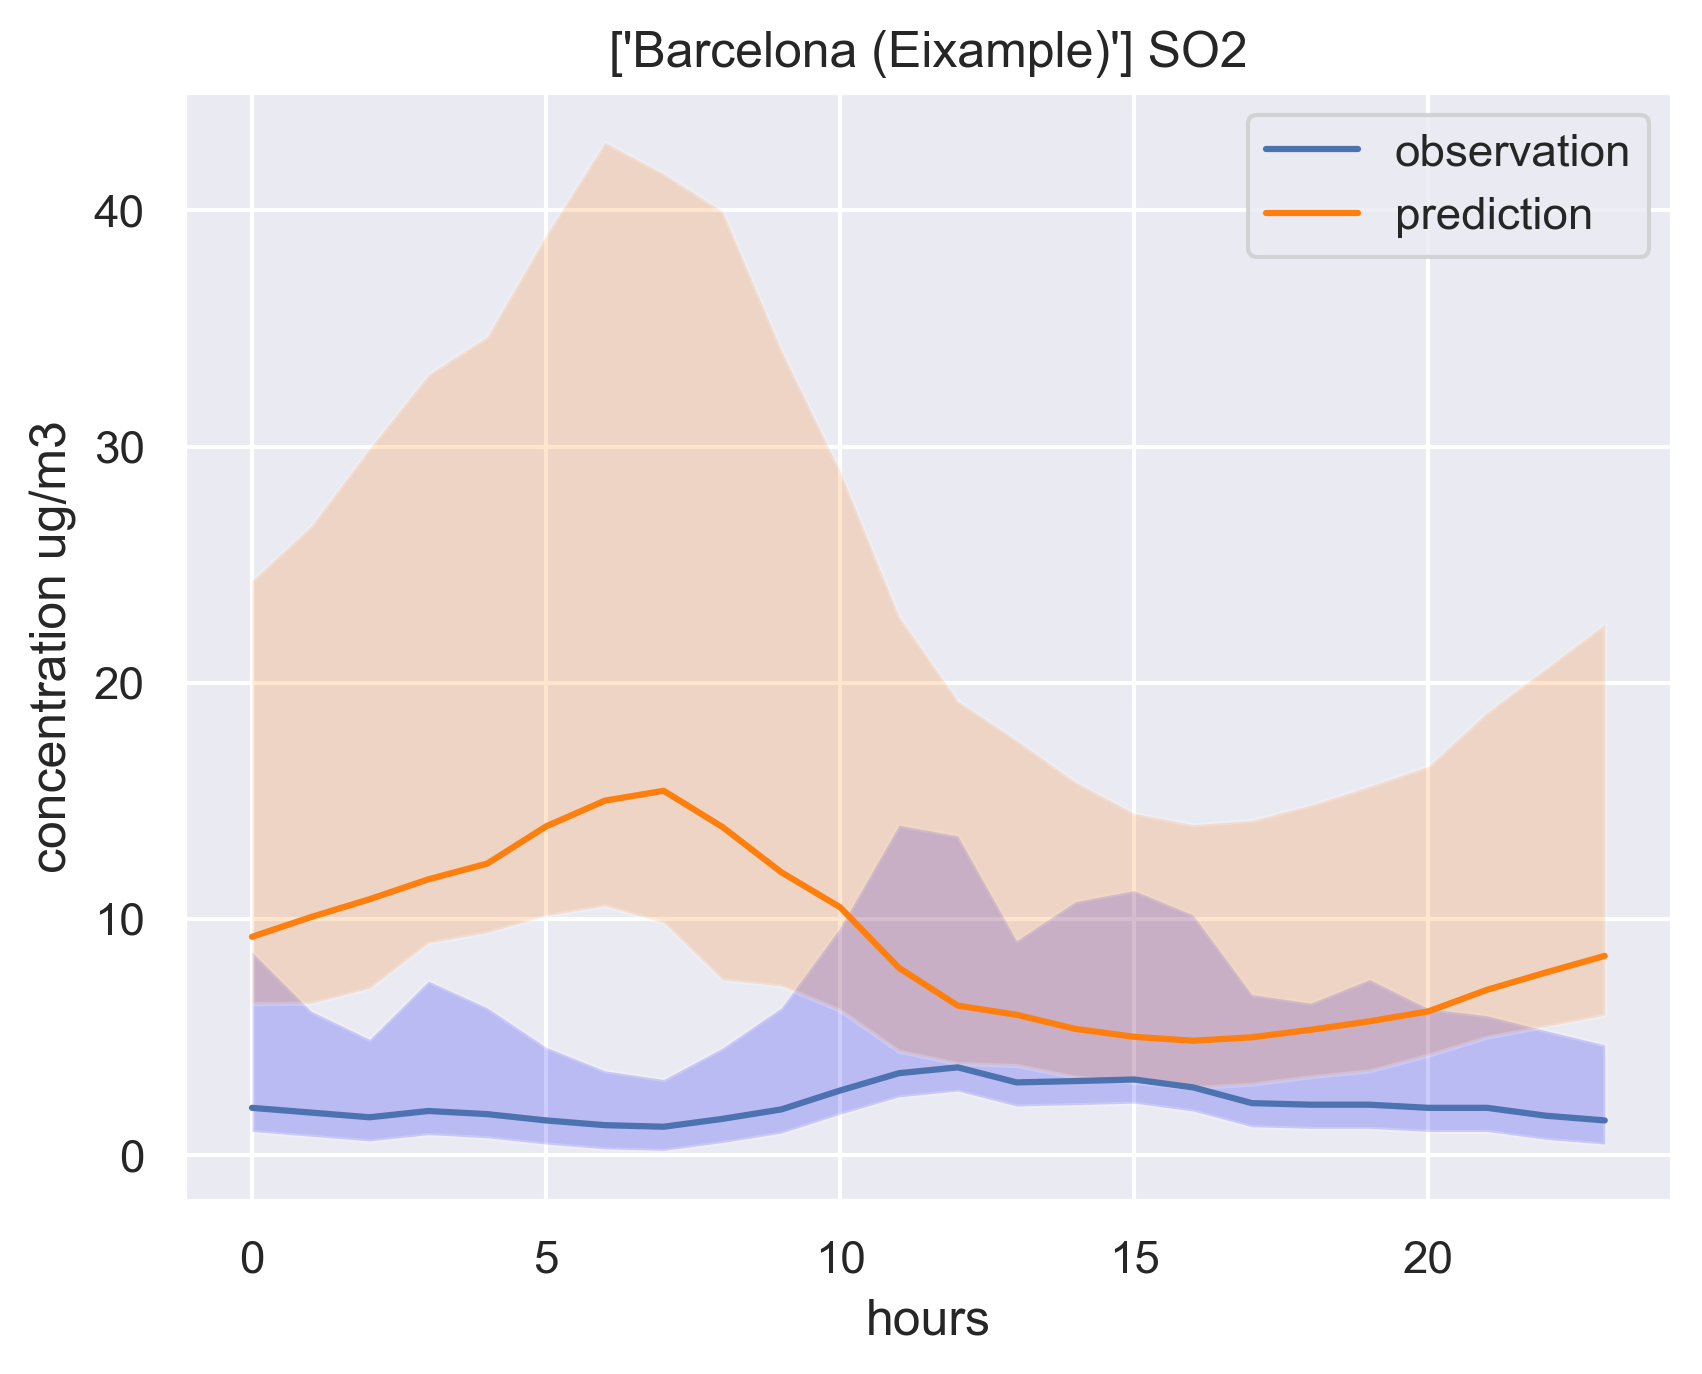 ['Barcelona (Eixample)'] SO2
observation
prediction
concentration ug/m3
40
30
20
10
0
0 5 10 15 20
hours